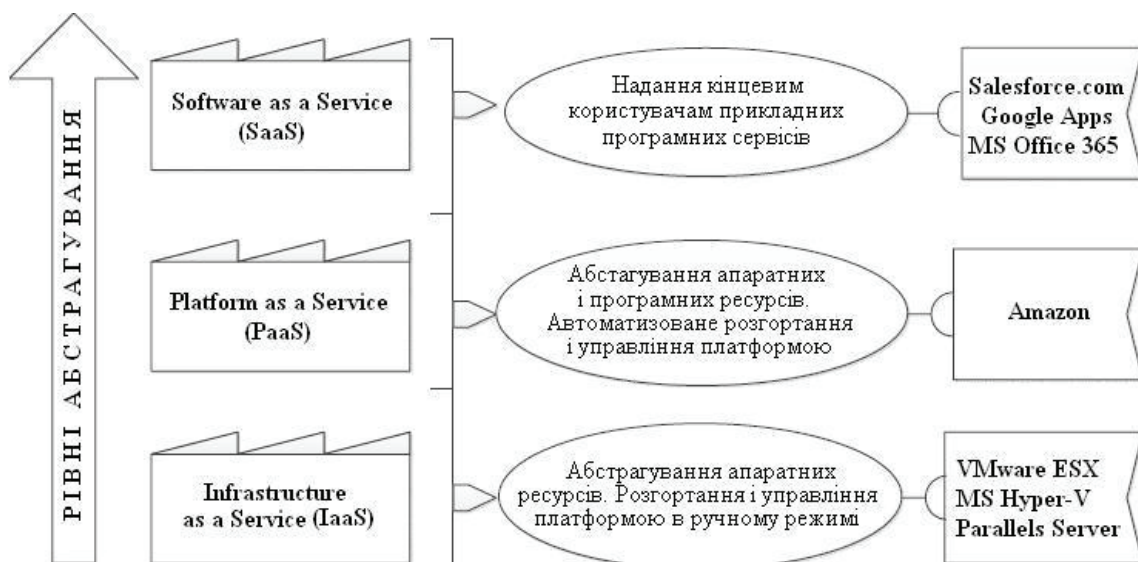 РІВНІ АБСТРАГУВАННЯ
Software as a Service
(SaaS)
Надання кінцевим
користувачам прикладних
програмних сервісів
Salesforce.com
Google Apps
MS Office 365
Platform as a Service
(PaaS)
Абстагування апаратних
і програмних ресурсів.
Автоматизоване розгортання
і управління платформою
Amazon
Infrastructure
as a Service (IaaS)
Абстрагування апаратних
ресурсів. Розгортання і управління
платформою в ручному режимі
VMware ESX
MS Hyper-V
Parallels Server